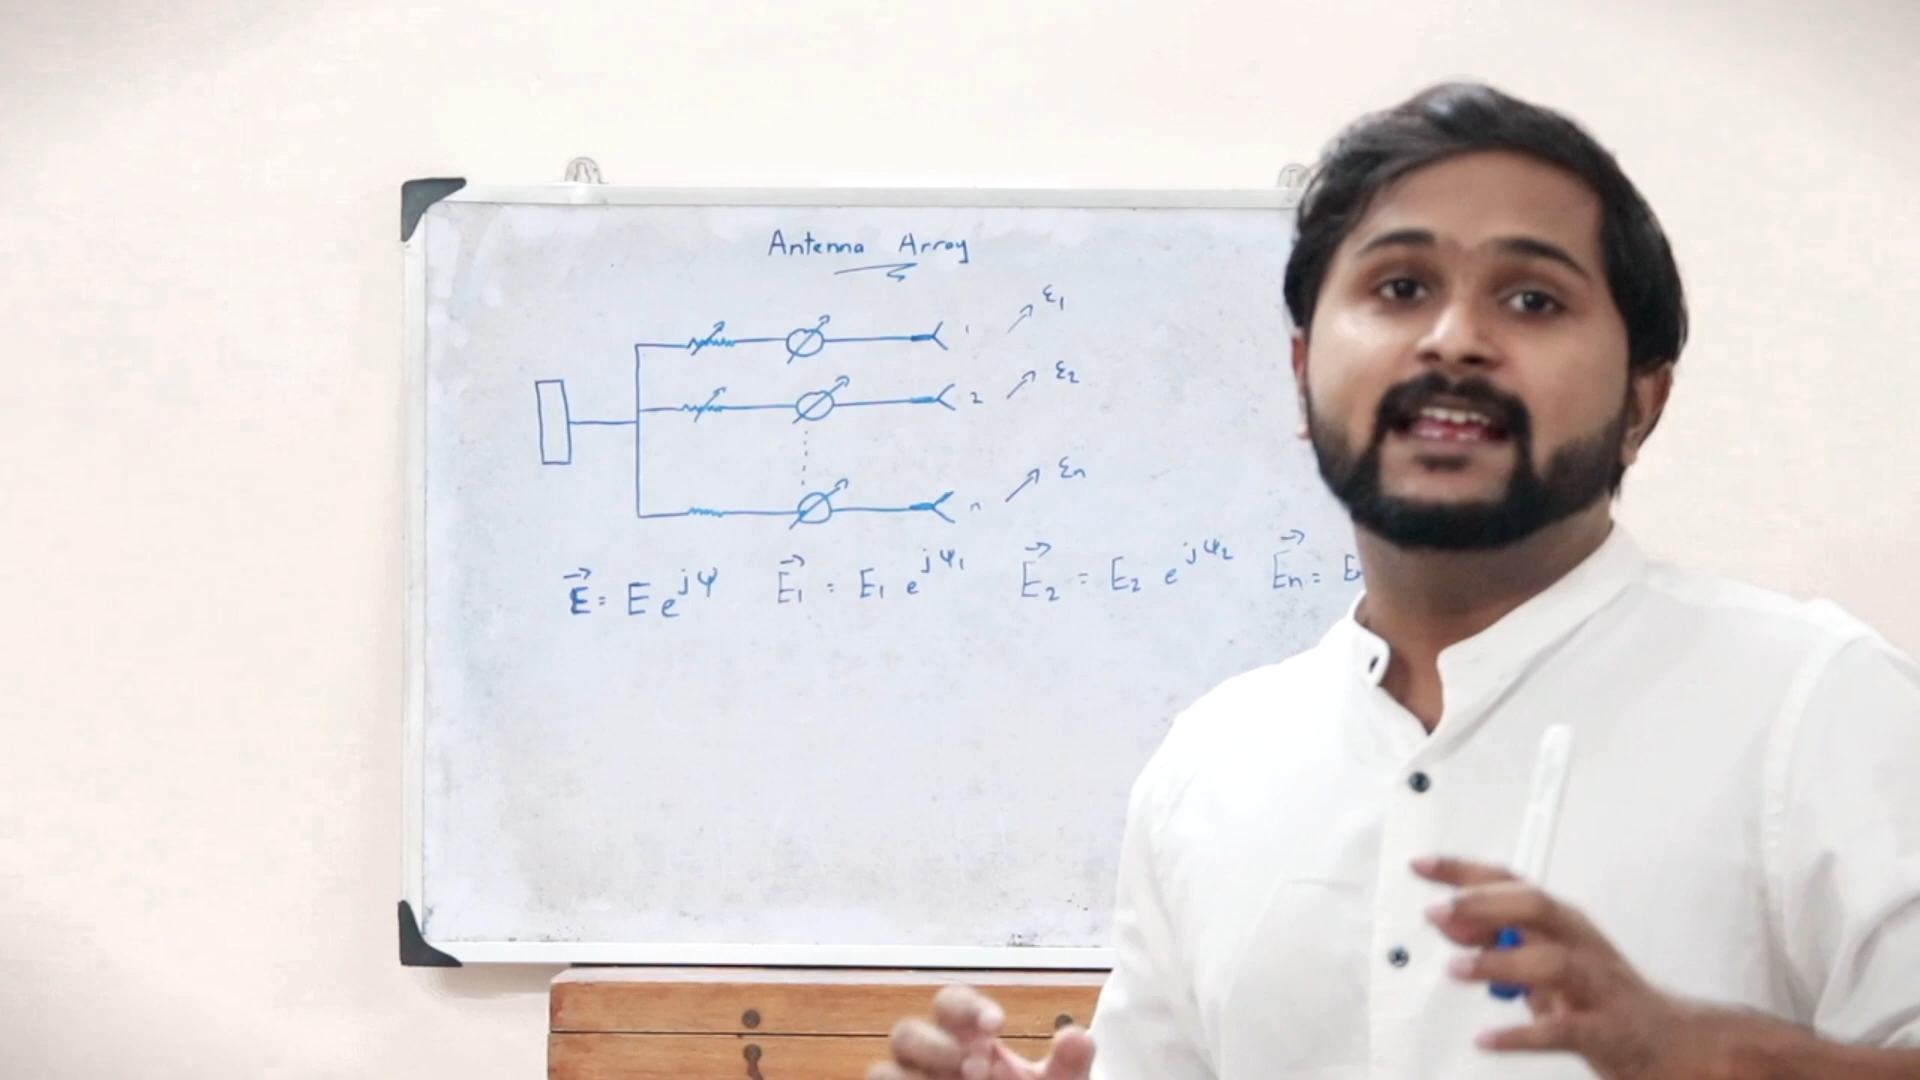 Antenna Array
1 ε1
2 ε2
n εn
E⃗ = E e^jψ E⃗1 = E1 e^jψ1 E⃗2 = E2 e^jψ2 E⃗n = E